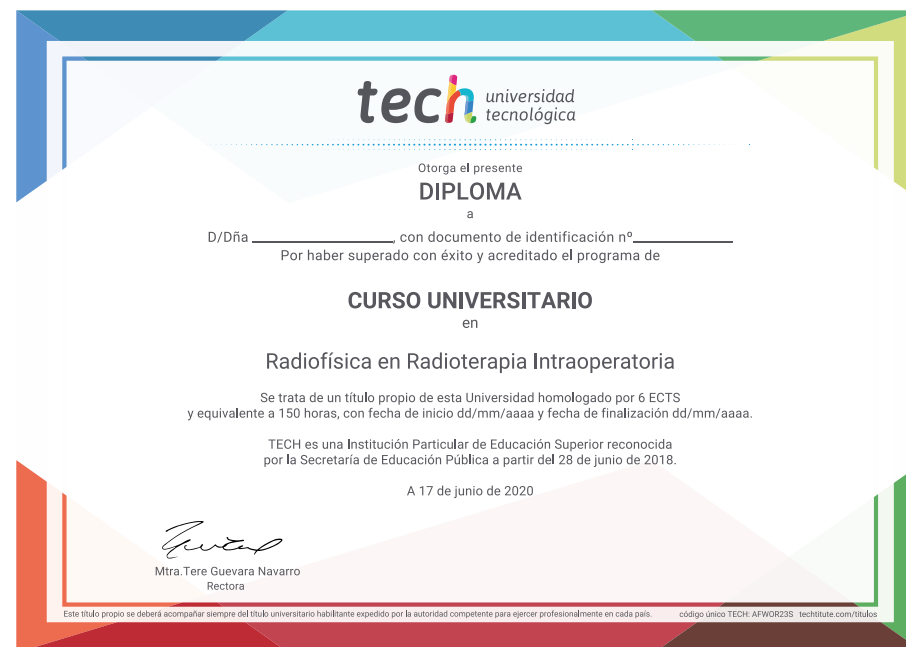 tech universidad
tecnológica
Otorga el presente
DIPLOMA
a
D/Dña ____________________, con documento de identificación nº______________
Por haber superado con éxito y acreditado el programa de
CURSO UNIVERSITARIO
en
Radiofísica en Radioterapia Intraoperatoria
Se trata de un título propio de esta Universidad homologado por 6 ECTS
y equivalente a 150 horas, con fecha de inicio dd/mm/aaaa y fecha de finalización dd/mm/aaaa.
TECH es una Institución Particular de Educación Superior reconocida
por la Secretaría de Educación Pública a partir del 28 de junio de 2018.
A 17 de junio de 2020
Mtra.Tere Guevara Navarro
Rectora
Este título propio se deberá acompañar siempre del título universitario habilitante expedido por la autoridad competente para ejercer profesionalmente en cada país. código único TECH: AFWOR23S techtitute.com/titulos